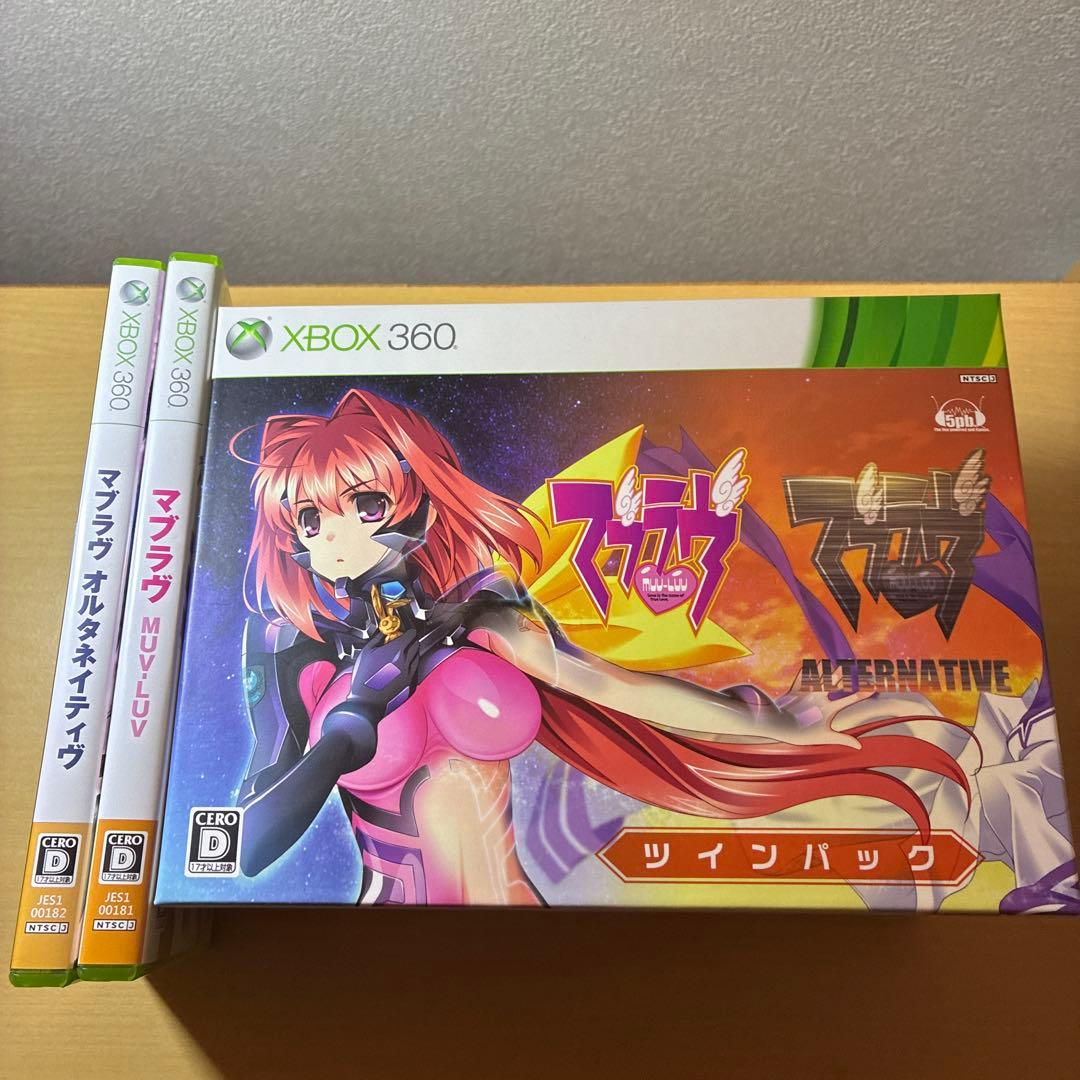 XBOX 360.
マブラヴ オルタネイティヴ
CERO
D
17才以上対象
JES1
00182
NTSC J
XBOX 360.
マブラヴ MUV-LUV
CERO
D
17才以上対象
JES1
00181
NTSC J
XBOX 360.
NTSC J
5pb.
マブラヴ
MUV-LUV
マブラヴ
ALTERNATIVE
CERO
D
17才以上対象
ツインパック